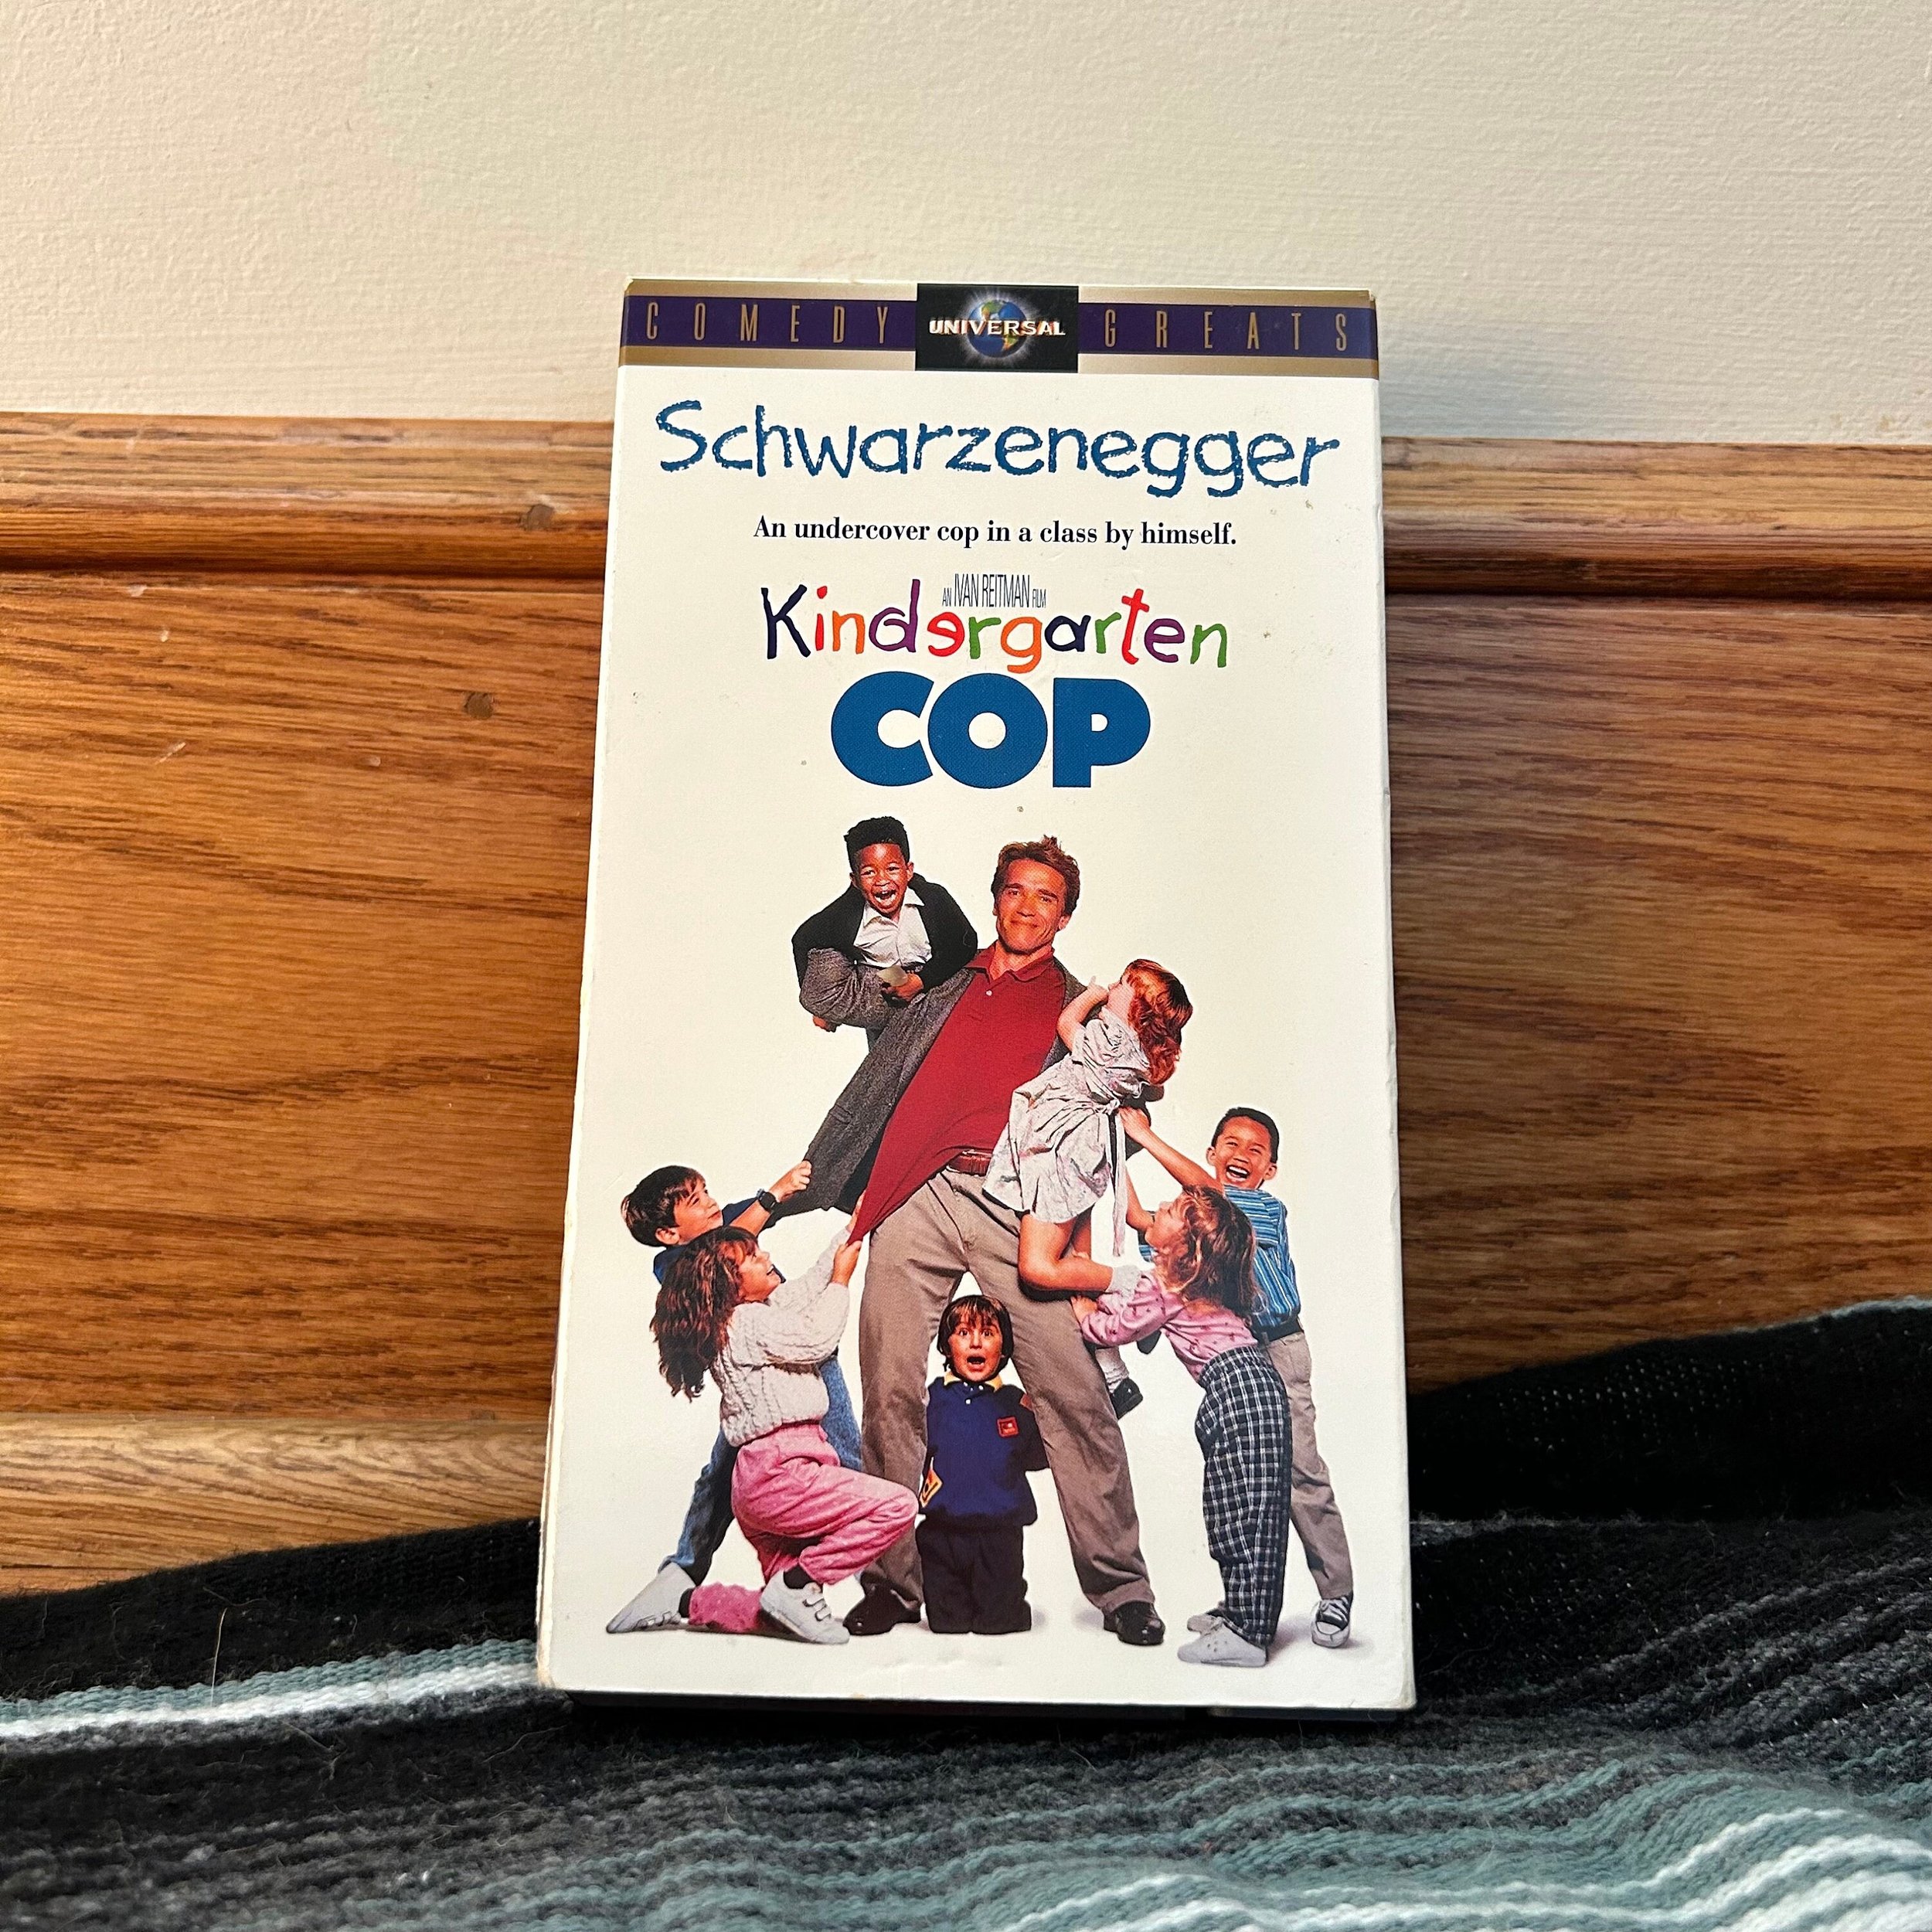 COMEDY UNIVERSAL GREATS
Schwarzenegger
An undercover cop in a class by himself.
AN IVAN REITMAN FILM
Kindergarten
COP